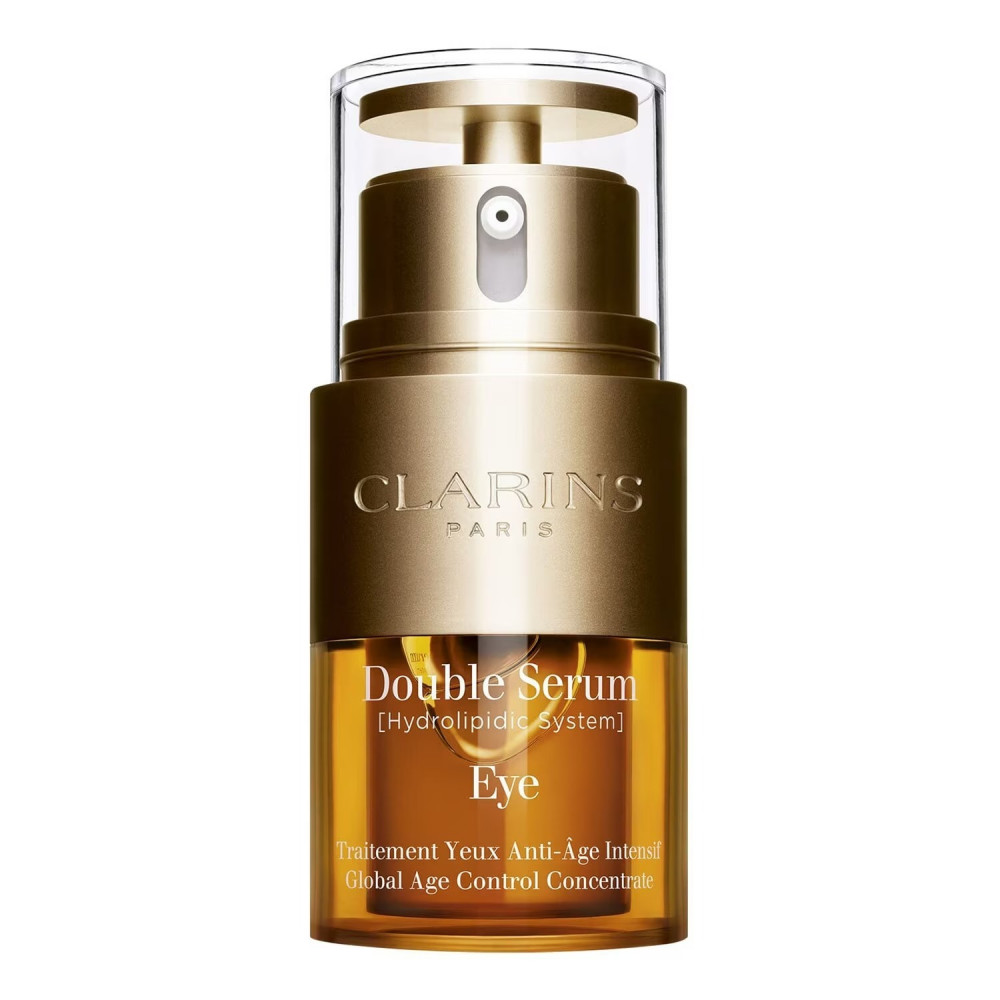 CLARINS
PARIS
Double Serum
[Hydrolipidic System]
Eye
Traitement Yeux Anti-Âge Intensif
Global Age Control Concentrate